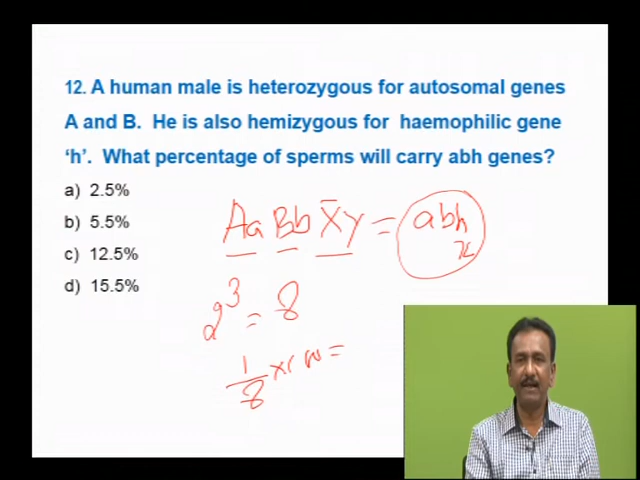 12. A human male is heterozygous for autosomal genes
A and B. He is also hemizygous for haemophilic gene
‘h’. What percentage of sperms will carry abh genes?
a) 2.5%
b) 5.5%
c) 12.5%
d) 15.5%
Aa Bb X̄y = abh
2³ = 8
1/8 ×